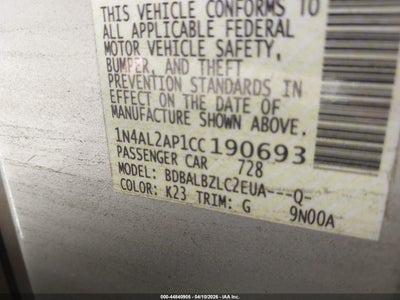 THIS VEHICLE CONFORMS TO
ALL APPLICABLE FEDERAL
MOTOR VEHICLE SAFETY,
BUMPER, AND THEFT
PREVENTION STANDARDS IN
EFFECT ON THE DATE OF
MANUFACTURE SHOWN ABOVE.
1N4AL2AP1CC190693
PASSENGER CAR 728
MODEL: BDBALBZLC2EUA---Q-
COLOR: K23 TRIM: G 9N00A
000-44840905 - 04/10/2026 - IAA Inc.